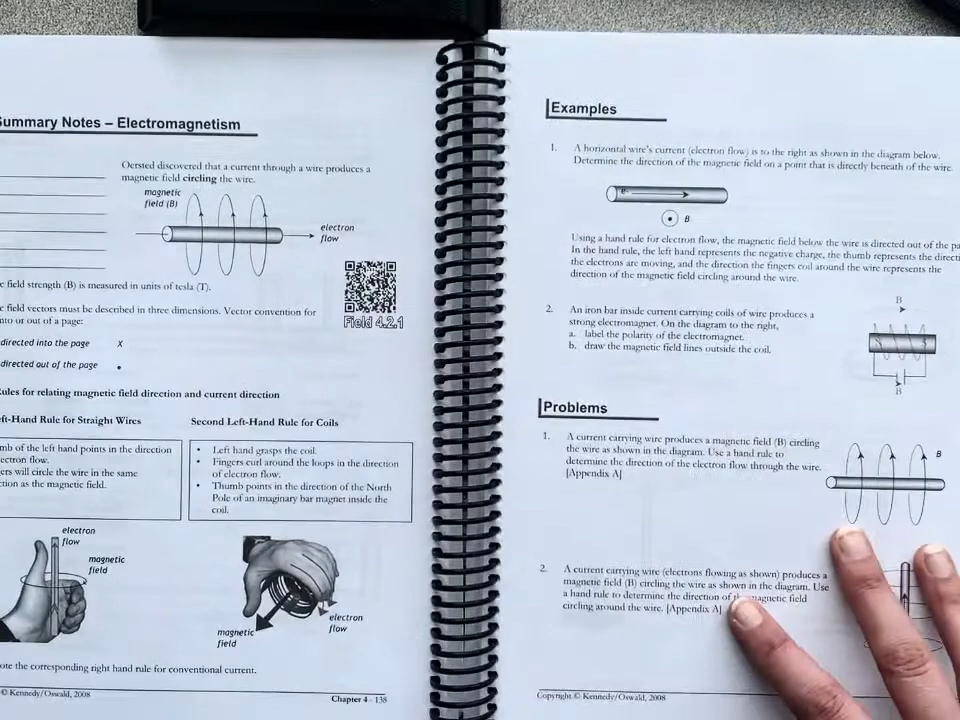 Summary Notes – Electromagnetism
Oersted discovered that a current through a wire produces a
magnetic field circling the wire.
magnetic
field (B)
electron
flow
field strength (B) is measured in units of tesla (T).
field vectors must be described in three dimensions. Vector convention for
into or out of a page:
Field 4.2.1
directed into the page X
directed out of the page •
Rules for relating magnetic field direction and current direction
Left-Hand Rule for Straight Wires
of the left hand points in the direction
will circle the wire in the same
as the magnetic field.
electron
flow
magnetic
field
Second Left-Hand Rule for Coils
• Left hand grasps the coil.
• Fingers curl around the loops in the direction
of electron flow.
• Thumb points in the direction of the North
Pole of an imaginary bar magnet inside the
coil.
magnetic
field
electron
flow
the corresponding right hand rule for conventional current.
© Kennedy/Oswald, 2008
Chapter 4 - 138
Examples
1. A horizontal wire's current (electron flow) is to the right as shown in the diagram below.
Determine the direction of the magnetic field on a point that is directly beneath of the wire.
e-
B
Using a hand rule for electron flow, the magnetic field below the wire is directed out of the
In the hand rule, the left hand represents the negative charge, the thumb represents the
the electrons are moving, and the direction the fingers coil around the wire represents the
direction of the magnetic field circling around the wire.
2. An iron bar inside current carrying coils of wire produces a
strong electromagnet. On the diagram to the right,
a. label the polarity of the electromagnet.
b. draw the magnetic field lines outside the coil.
B
B
Problems
1. A current carrying wire produces a magnetic field (B) circling
the wire as shown in the diagram. Use a hand rule to
determine the direction of the electron flow through the wire.
[Appendix A]
B
2. A current carrying wire (electrons flowing as shown) produces a
magnetic field (B) circling the wire as shown in the diagram. Use
a hand rule to determine the direction of magnetic field
circling around the wire. [Appendix A]
Copyright © Kennedy/Oswald, 2008